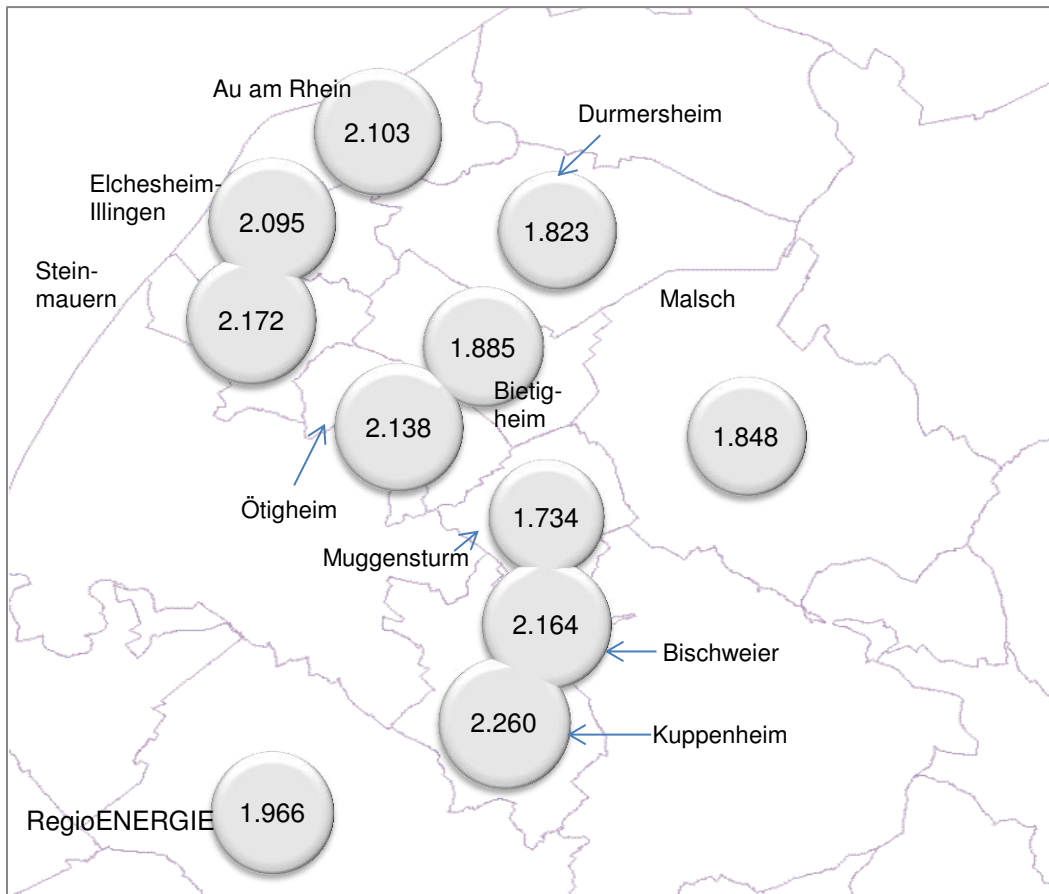 Au am Rhein
2.103
Durmersheim
Elchesheim-
Illingen
2.095
1.823
Stein-
mauern
2.172
Malsch
1.885
Bietig-
heim
2.138
1.848
Ötigheim
1.734
Muggensturm
2.164
Bischweier
2.260
Kuppenheim
RegioENERGIE
1.966